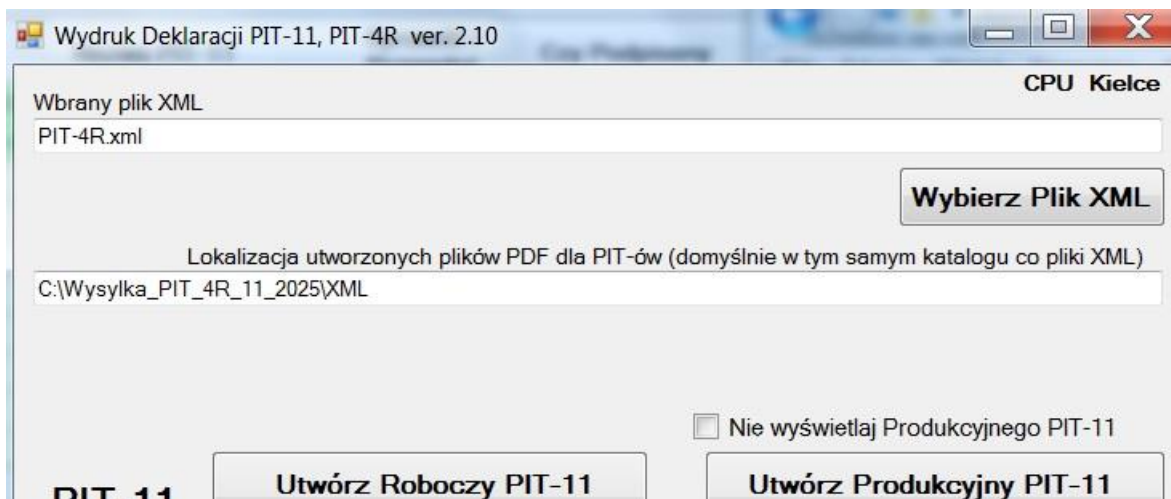 Wydruk Deklaracji PIT-11, PIT-4R ver. 2.10
CPU Kielce
Wbrany plik XML
PIT-4R.xml
Wybierz Plik XML
Lokalizacja utworzonych plików PDF dla PIT-ów (domyślnie w tym samym katalogu co pliki XML)
C:\Wysylka_PIT_4R_11_2025\XML
Nie wyświetlaj Produkcyjnego PIT-11
PIT-11
Utwórz Roboczy PIT-11
Utwórz Produkcyjny PIT-11